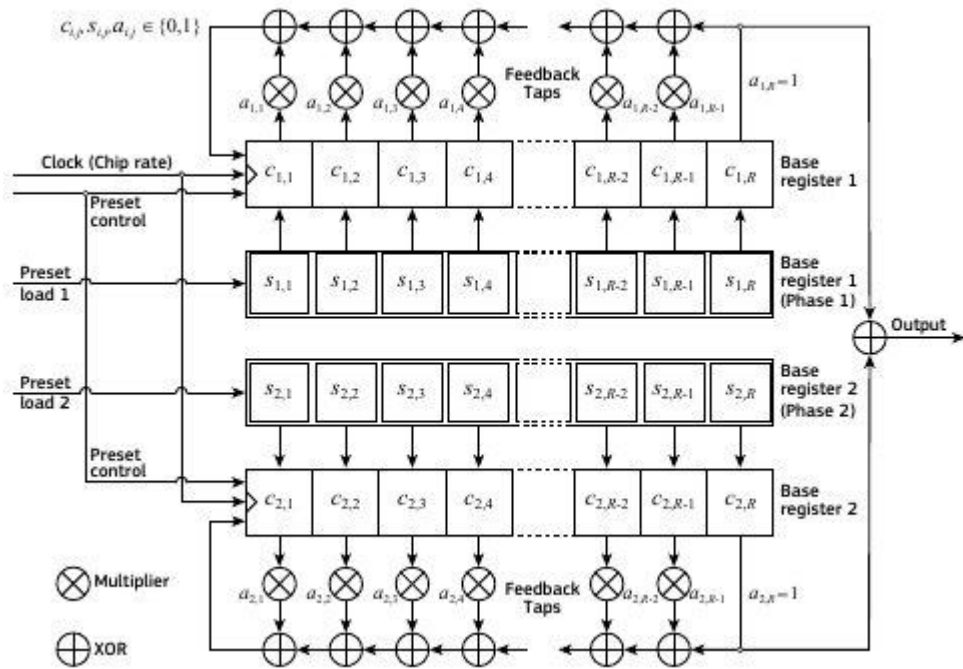 c_{i,j}, s_{i,j}, a_{i,j} ∈ {0,1}
Feedback
Taps
a_{1,1} a_{1,2} a_{1,3} a_{1,4} a_{1,R-2} a_{1,R-1} a_{1,R}=1
Clock (Chip rate)
Preset
control
c_{1,1} c_{1,2} c_{1,3} c_{1,4} c_{1,R-2} c_{1,R-1} c_{1,R}
Base
register 1
Preset
load 1
s_{1,1} s_{1,2} s_{1,3} s_{1,4} s_{1,R-2} s_{1,R-1} s_{1,R}
Base
register 1
(Phase 1)
Output
Preset
load 2
s_{2,1} s_{2,2} s_{2,3} s_{2,4} s_{2,R-2} s_{2,R-1} s_{2,R}
Base
register 2
(Phase 2)
Preset
control
c_{2,1} c_{2,2} c_{2,3} c_{2,4} c_{2,R-2} c_{2,R-1} c_{2,R}
Base
register 2
Multiplier
a_{2,1} a_{2,2} a_{2,3} a_{2,4} a_{2,R-2} a_{2,R-1} a_{2,R}=1
Feedback
Taps
XOR